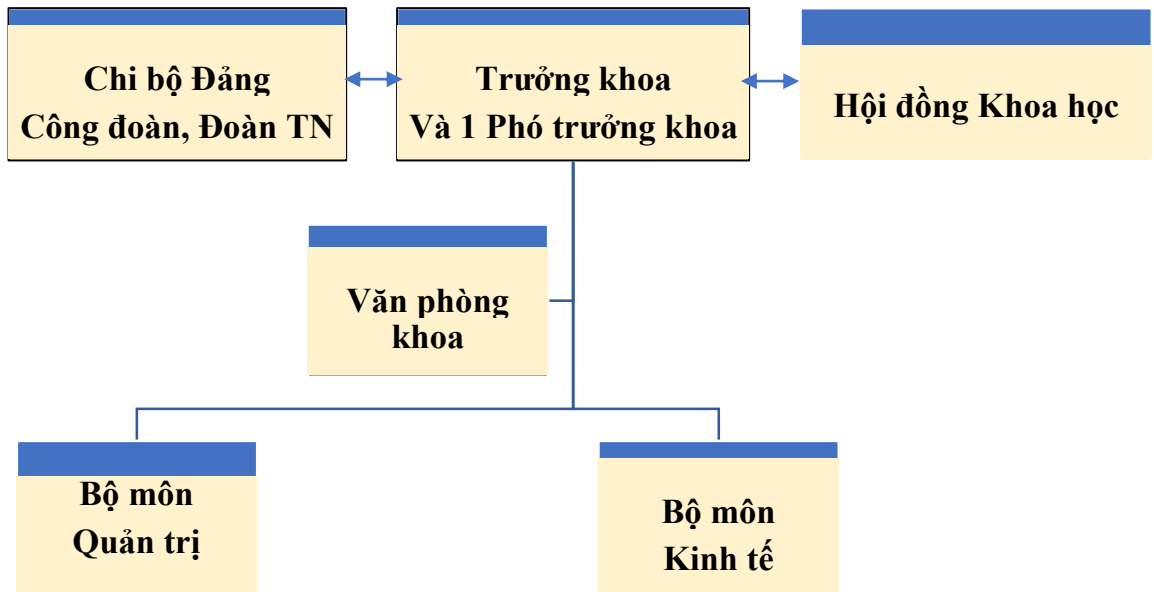 Chi bộ Đảng
Công đoàn, Đoàn TN
Trưởng khoa
Và 1 Phó trưởng khoa
Hội đồng Khoa học
Văn phòng
khoa
Bộ môn
Quản trị
Bộ môn
Kinh tế